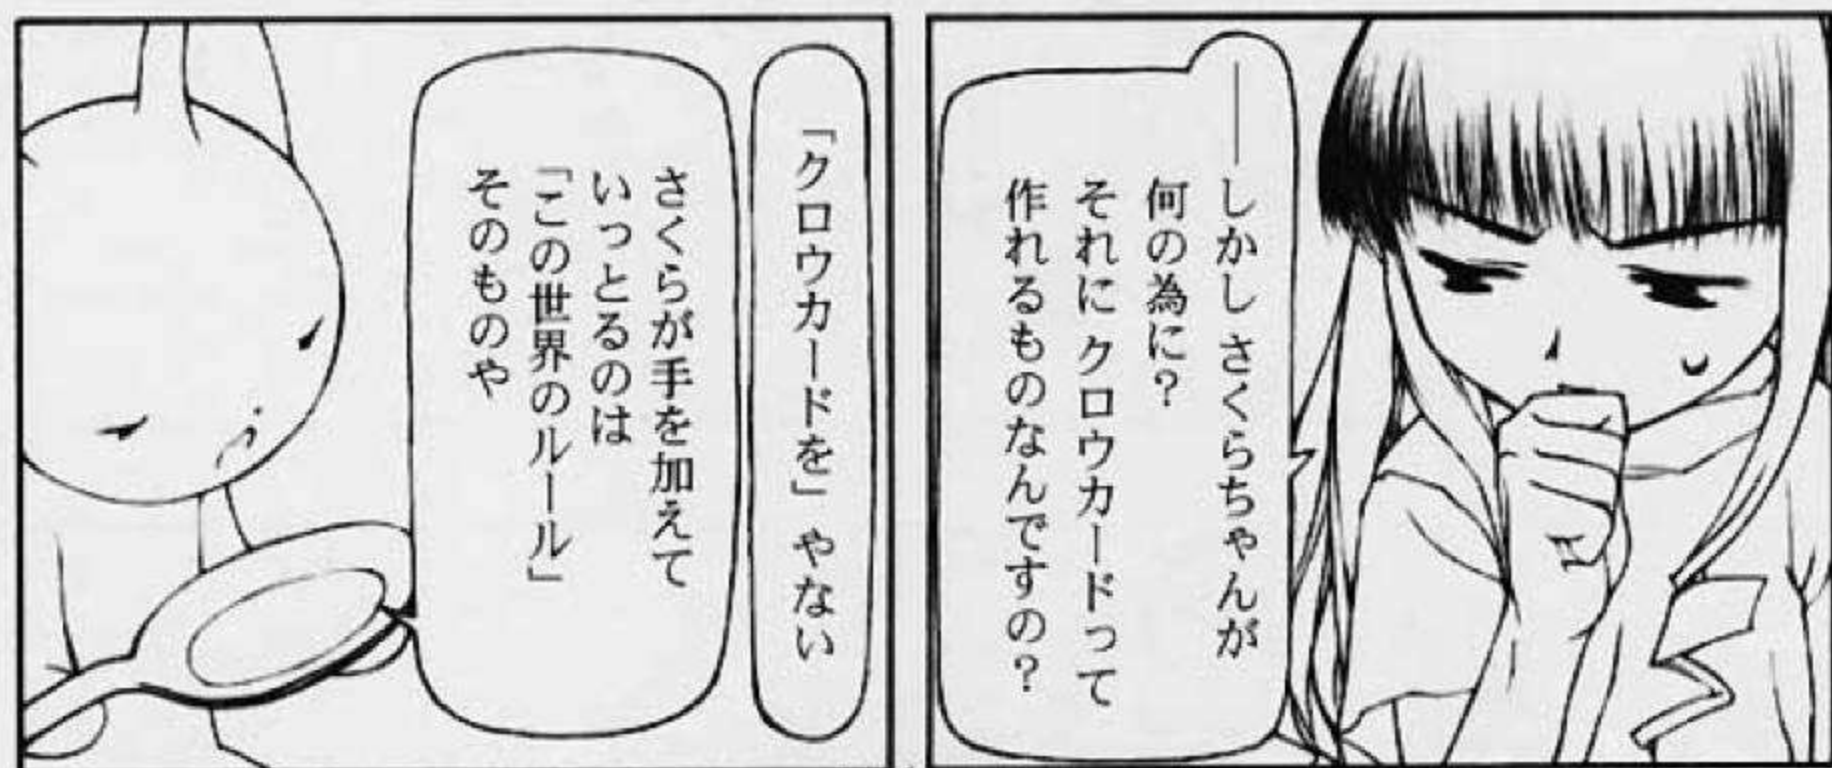 ――しかし さくらちゃんが
何の為に?
それに クロウカードって
作れるものなんですの?
「クロウカードを」 やない
さくらが手を加えて
いっとるのは
「この世界のルール」
そのものや